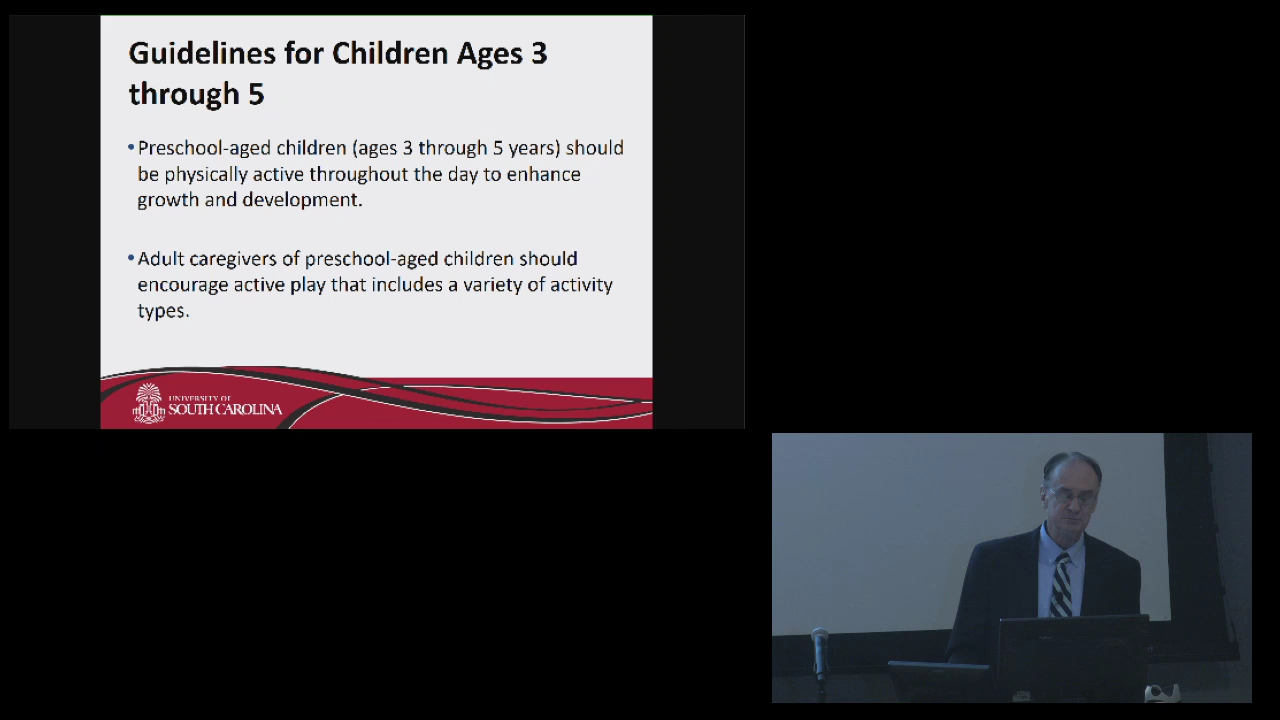 Guidelines for Children Ages 3
through 5
•Preschool-aged children (ages 3 through 5 years) should
be physically active throughout the day to enhance
growth and development.
•Adult caregivers of preschool-aged children should
encourage active play that includes a variety of activity
types.
UNIVERSITY OF
SOUTH CAROLINA